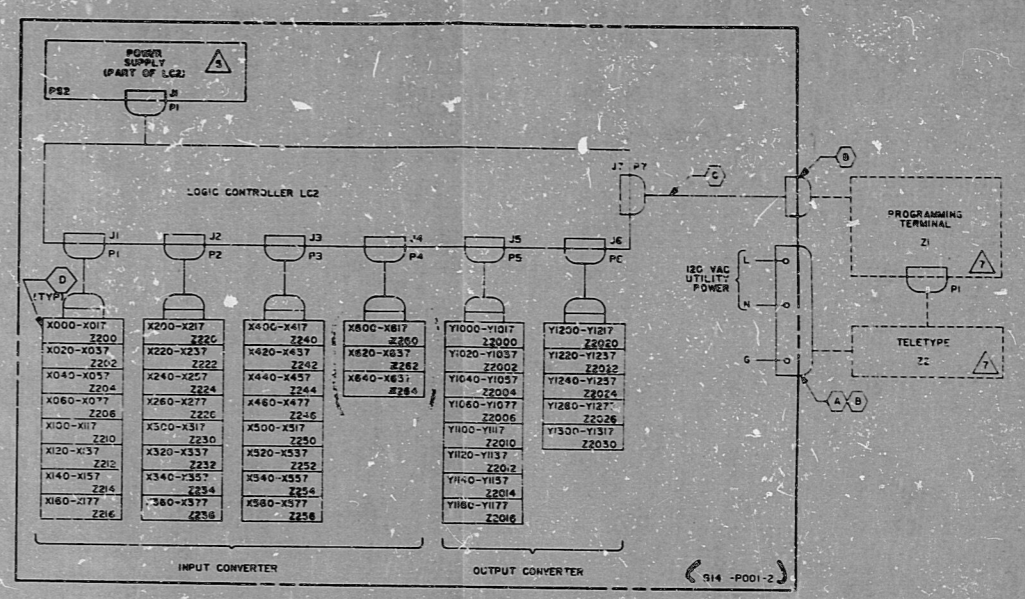 POWER
SUPPLY
(PART OF LC2)
PS2
J1
P1
LOGIC CONTROLLER LC2
J7 P7
C
B
PROGRAMMING
TERMINAL
Z1
7
P1
TELETYPE
Z2
7
120 VAC
UTILITY
POWER
L
N
G
A B
J1
P1
J2
P2
J3
P3
J4
P4
J5
P5
J6
P6
D
(TYP)
X000-X017
Z200
X020-X037
Z202
X040-X057
Z204
X060-X077
Z206
X100-X117
Z210
X120-X137
Z212
X140-X157
Z214
X160-X177
Z216
X200-X217
Z220
X220-X237
Z222
X240-X257
Z224
X260-X277
Z226
X300-X317
Z230
X320-X337
Z232
X340-X357
Z234
X360-X377
Z236
X400-X417
Z240
X420-X437
Z242
X440-X457
Z244
X460-X477
Z246
X500-X517
Z250
X520-X537
Z252
X540-X557
Z254
X560-X577
Z256
X600-X617
Z260
X620-X637
Z262
X640-X657
Z264
Y1000-Y1017
Z2000
Y1020-Y1037
Z2002
Y1040-Y1057
Z2004
Y1060-Y1077
Z2006
Y1100-Y1117
Z2010
Y1120-Y1137
Z2012
Y1140-Y1157
Z2014
Y1160-Y1177
Z2016
Y1200-Y1217
Z2020
Y1220-Y1237
Z2022
Y1240-Y1257
Z2024
Y1260-Y1277
Z2026
Y1300-Y1317
Z2030
INPUT CONVERTER
OUTPUT CONVERTER
S14 -P001-2